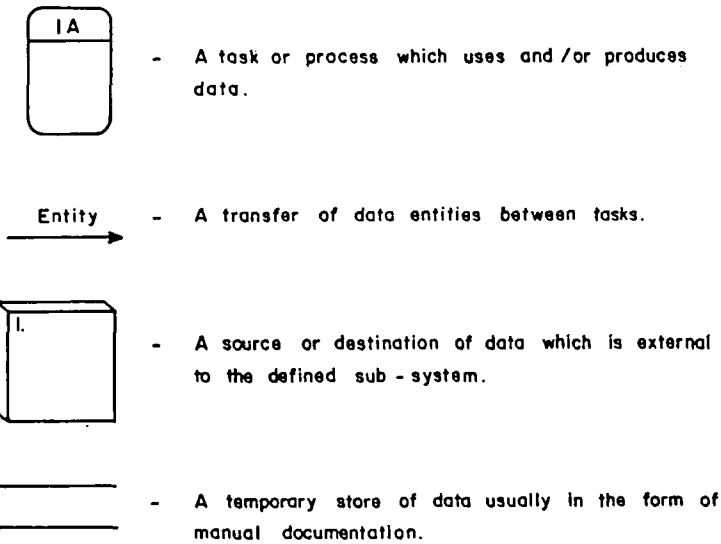 1A
- A task or process which uses and/or produces
data.
Entity - A transfer of data entities between tasks.
1.
- A source or destination of data which is external
to the defined sub-system.
- A temporary store of data usually in the form of
manual documentation.